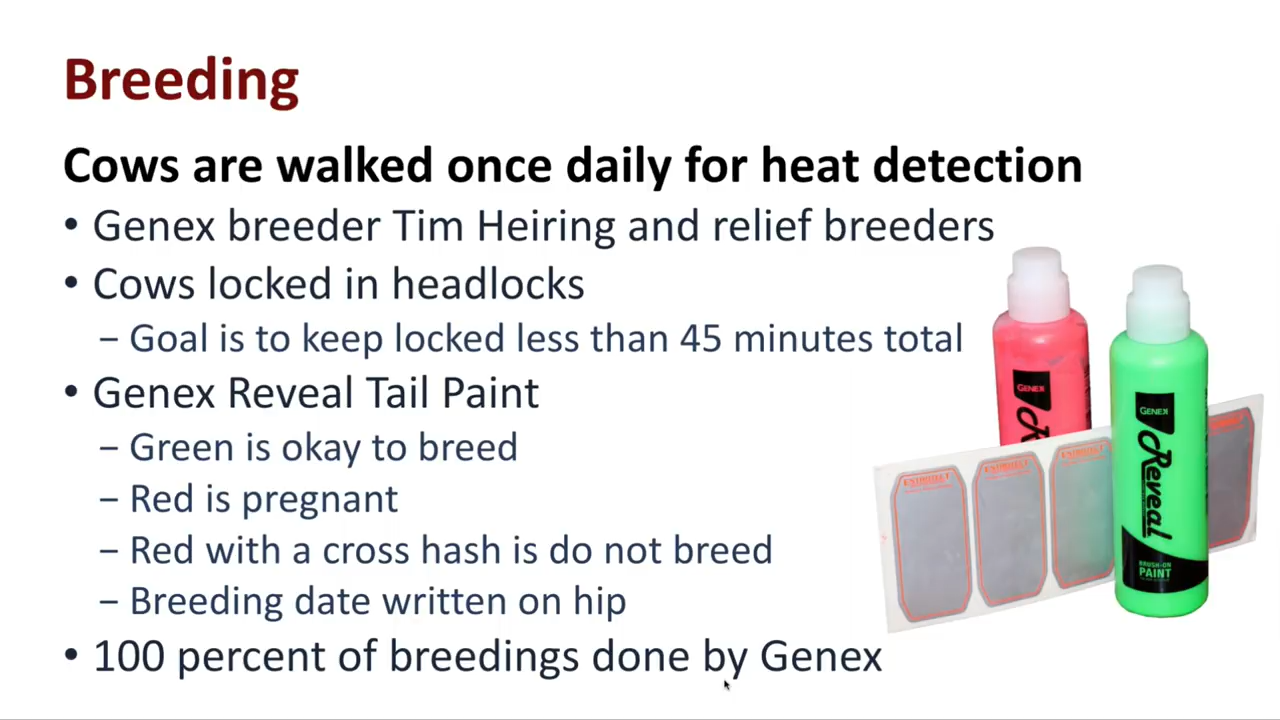 Breeding
Cows are walked once daily for heat detection
• Genex breeder Tim Heiring and relief breeders
• Cows locked in headlocks
– Goal is to keep locked less than 45 minutes total
• Genex Reveal Tail Paint
– Green is okay to breed
– Red is pregnant
– Red with a cross hash is do not breed
– Breeding date written on hip
• 100 percent of breedings done by Genex
GENEX
GENEX
Reveal
BRUSH-ON
PAINT
ESTROTECT
ESTROTECT
ESTROTECT